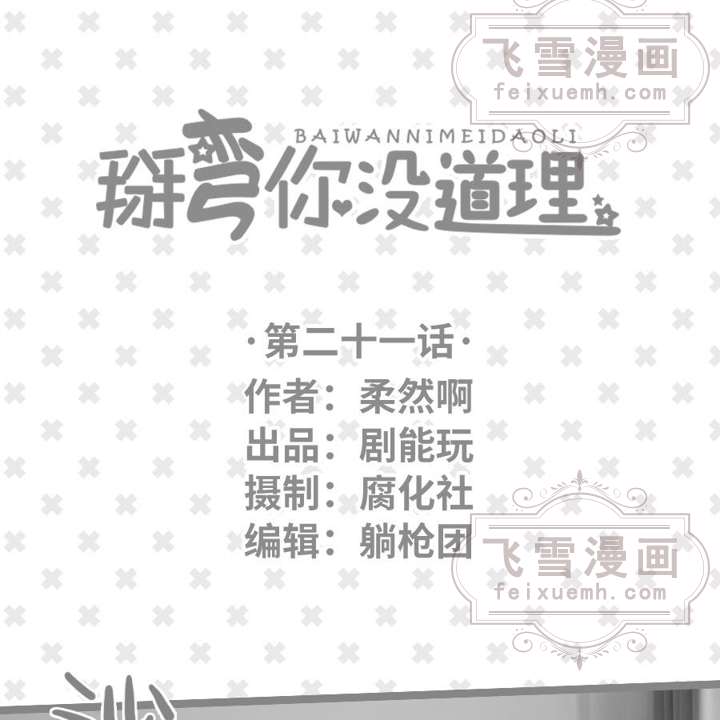 飞雪漫画
feixuemh.com
BAIWANNIMEIDAOLI
掰弯你没道理
·第二十一话·
作者：柔然啊
出品：剧能玩
摄制：腐化社
编辑：躺枪团
飞雪漫画
feixuemh.com